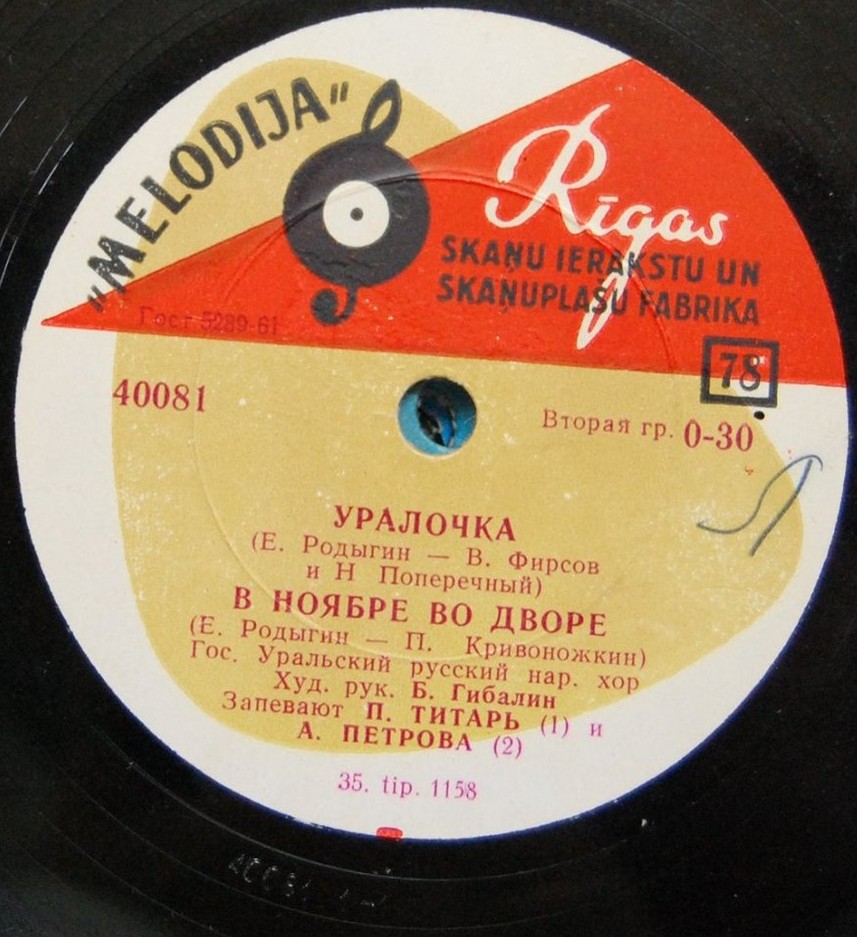 "MELODIJA"
Rīgas
SKAŅU IERAKSTU UN
SKAŅUPLAŠU FABRIKA
Гост 5289-61
78
40081
Вторая гр. 0-30
УРАЛОЧКА
(Е. Родыгин — В. Фирсов
и Н Поперечный)
В НОЯБРЕ ВО ДВОРЕ
(Е. Родыгин — П. Кривоножкин)
Гос. Уральский русский нар. хор
Худ. рук. Б. Гибалин
Запевают П. ТИТАРЬ (1) и
А. ПЕТРОВА (2)
35. tip. 1158